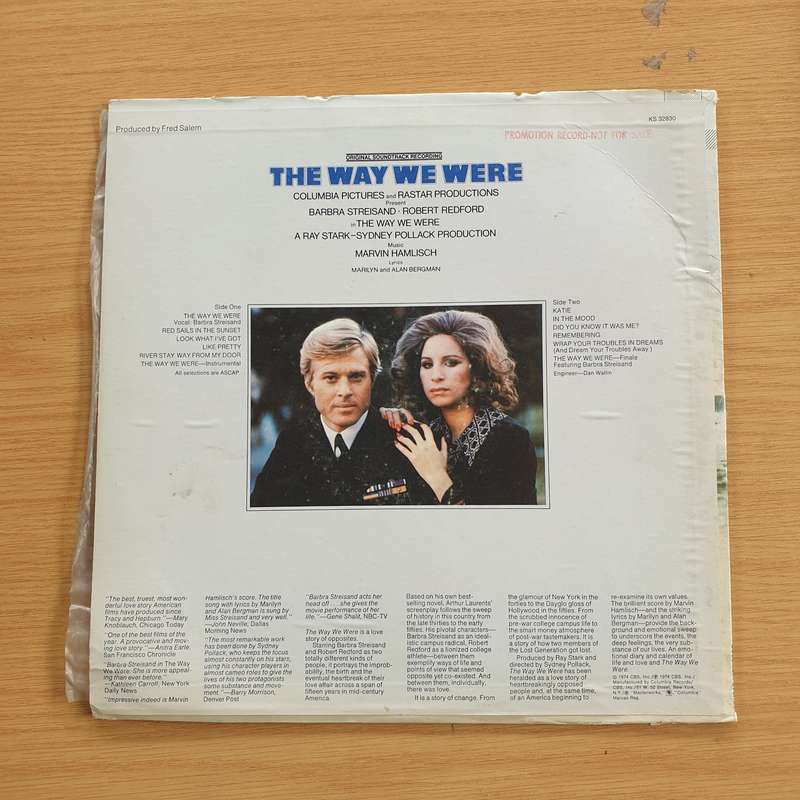 Produced by Fred Salem
KS 32830
PROMOTION RECORD-NOT FOR SALE
ORIGINAL SOUNDTRACK RECORDING
THE WAY WE WERE
COLUMBIA PICTURES and RASTAR PRODUCTIONS
Present
BARBRA STREISAND · ROBERT REDFORD
in THE WAY WE WERE
A RAY STARK–SYDNEY POLLACK PRODUCTION
Music
MARVIN HAMLISCH
Lyrics
MARILYN and ALAN BERGMAN
Side One
THE WAY WE WERE
Vocal: Barbra Streisand
RED SAILS IN THE SUNSET
LOOK WHAT I'VE GOT
LIKE PRETTY
RIVER STAY WAY FROM MY DOOR
THE WAY WE WERE—Instrumental
All selections are ASCAP.
Side Two
KATIE
IN THE MOOD
DID YOU KNOW IT WAS ME?
REMEMBERING
WRAP YOUR TROUBLES IN DREAMS
(And Dream Your Troubles Away)
THE WAY WE WERE—Finale
Featuring Barbra Streisand
Engineer—Dan Wallin
"The best, truest, most won-
derful love story American
films have produced since
Tracy and Hepburn."—Mary
Knoblauch, Chicago Today
"One of the best films of the
year. A provocative and mov-
ing love story."—Anitra Earle,
San Francisco Chronicle
"Barbra Streisand in The Way
We Were—She is more appeal-
ing than ever before."
—Kathleen Carroll, New York
Daily News
"Impressive indeed is Marvin
Hamlisch's score. The title
song with lyrics by Marilyn
and Alan Bergman is sung by
Miss Streisand and very well."
—John Neville, Dallas
Morning News
"The most remarkable work
has been done by Sydney
Pollack, who keeps the focus
almost constantly on his stars,
using his character players in
almost cameo roles to give the
lives of his two protagonists
some substance and move-
ment."—Barry Morrison,
Denver Post
"Barbra Streisand acts her
head off . . . she gives the
movie performance of her
life."—Gene Shalit, NBC-TV
The Way We Were is a love
story of opposites.
Starring Barbra Streisand
and Robert Redford as two
totally different kinds of
people, it portrays the improb-
ability, the birth and the
eventual heartbreak of their
love affair across a span of
fifteen years in mid-century
America.
Based on his own best-
selling novel, Arthur Laurents'
screenplay follows the sweep
of history in this country from
the late thirties to the early
fifties. His pivotal characters—
Barbra Streisand as an ideal-
istic campus radical, Robert
Redford as a lionized college
athlete—between them
exemplify ways of life and
points of view that seemed
opposite yet co-existed. And
between them, individually,
there was love.
It is a story of change. From
the glamour of New York in the
forties to the Dayglo gloss of
Hollywood in the fifties. From
the scrubbed innocence of
pre-war college campus life to
the smart money atmosphere
of post-war tastemakers. It is
a story of how two members of
the Lost Generation got lost.
Produced by Ray Stark and
directed by Sydney Pollack,
The Way We Were has been
heralded as a love story of
heartbreakingly opposed
people and, at the same time,
of an America beginning to
re-examine its own values.
The brilliant score by Marvin
Hamlisch—and the striking
lyrics by Marilyn and Alan
Bergman—provide the back-
ground and emotional sweep
to underscore the events, the
deep feelings, the very sub-
stance of our lives. An emo-
tional diary and calendar of
life and love and The Way We
Were.
© 1974 CBS, Inc./℗ 1974 CBS, Inc./
Manufactured by Columbia Records/
CBS, Inc./51 W. 52 Street, New York,
N.Y./® "Masterworks," "Columbia"
Marcas Reg.